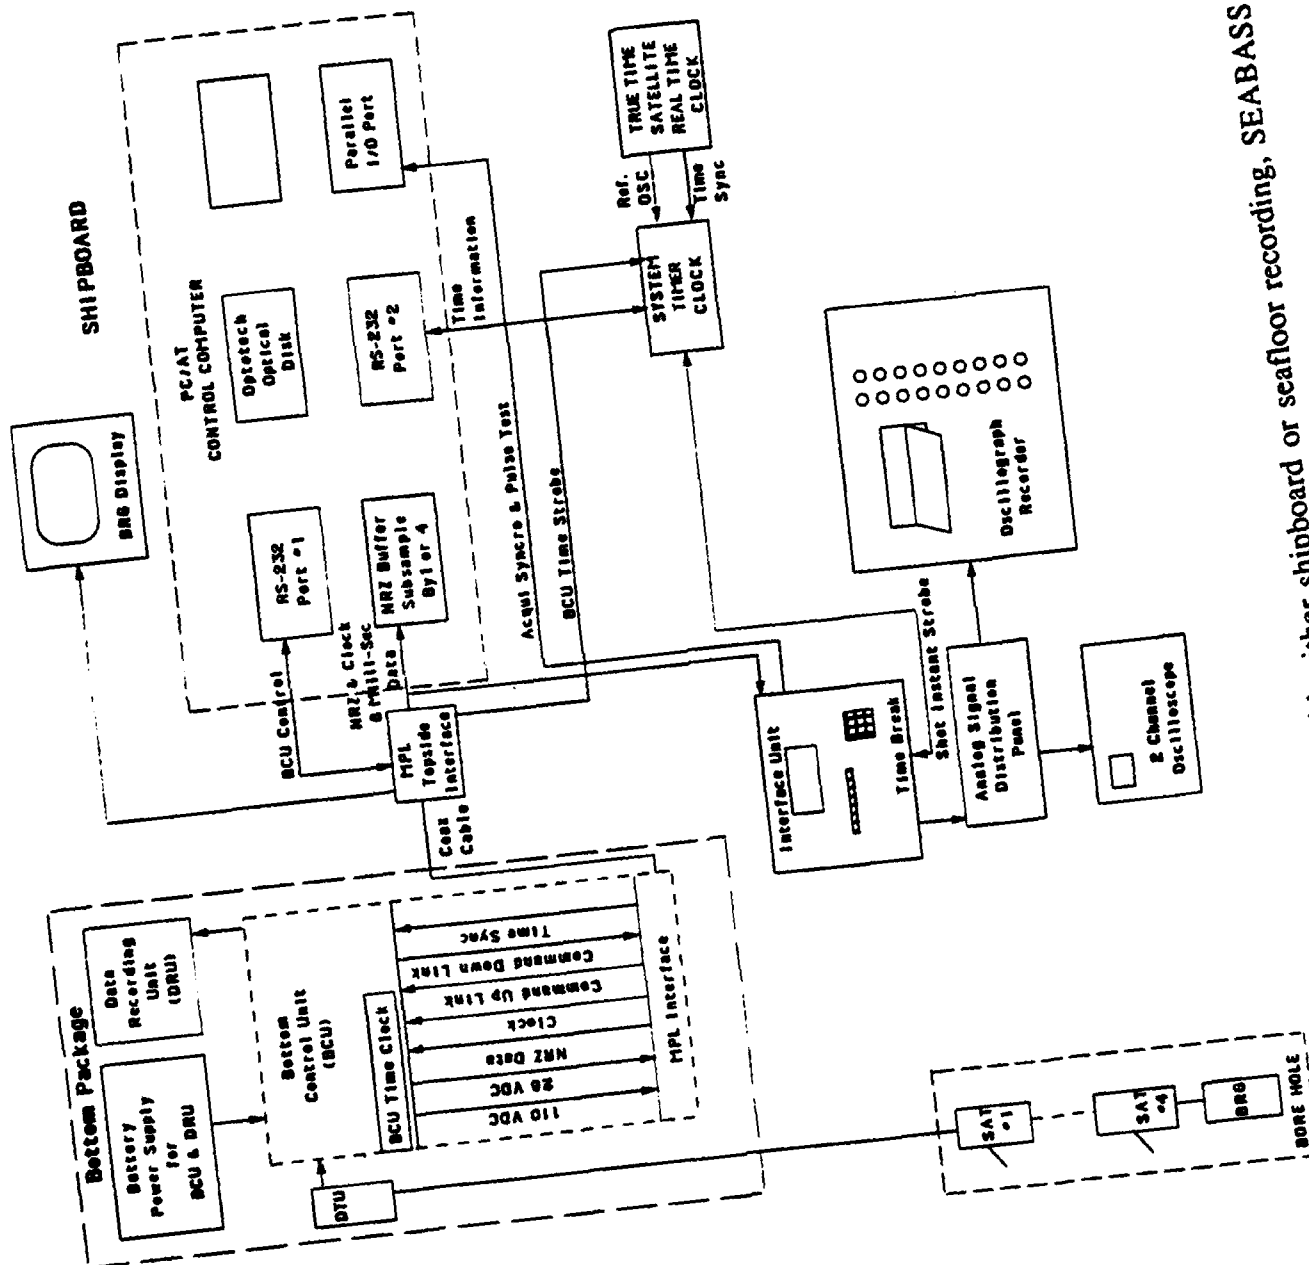 SHIPBOARD
BRG Display
PC/AT
CONTROL COMPUTER
Optotech
Optical
Disk
Parallel
I/O Port
RS-232
Port #1
RS-232
Port #2
NRZ Buffer
Subsample
By 1 or 4
BCU Control
NRZ & Clock
& Milli-Sec
Data
MPL
Topside
Interface
Coax
Cable
Acqui Syncro & Pulse Test
BCU Time Strobe
Time
Information
TRUE TIME
SATELLITE
REAL TIME
CLOCK
Ref.
OSC
Time
Sync
SYSTEM
TIMER
CLOCK
Bottom Package
Battery
Power Supply
for
BCU & DRU
Data
Recording
Unit
(DRU)
Bottom
Control Unit
(BCU)
BCU Time Clock
DTU
110 VDC
28 VDC
NRZ Data
Clock
Command Up Link
Command Down Link
Time Sync
MPL Interface
Interface Unit
Time Break
Shot Instant Strobe
Analog Signal
Distribution
Panel
2 Channel
Oscilloscope
Oscillograph
Recorder
SAT
#1
SAT
#4
BRG
BORE HOLE
shipboard or seafloor recording, SEABASS